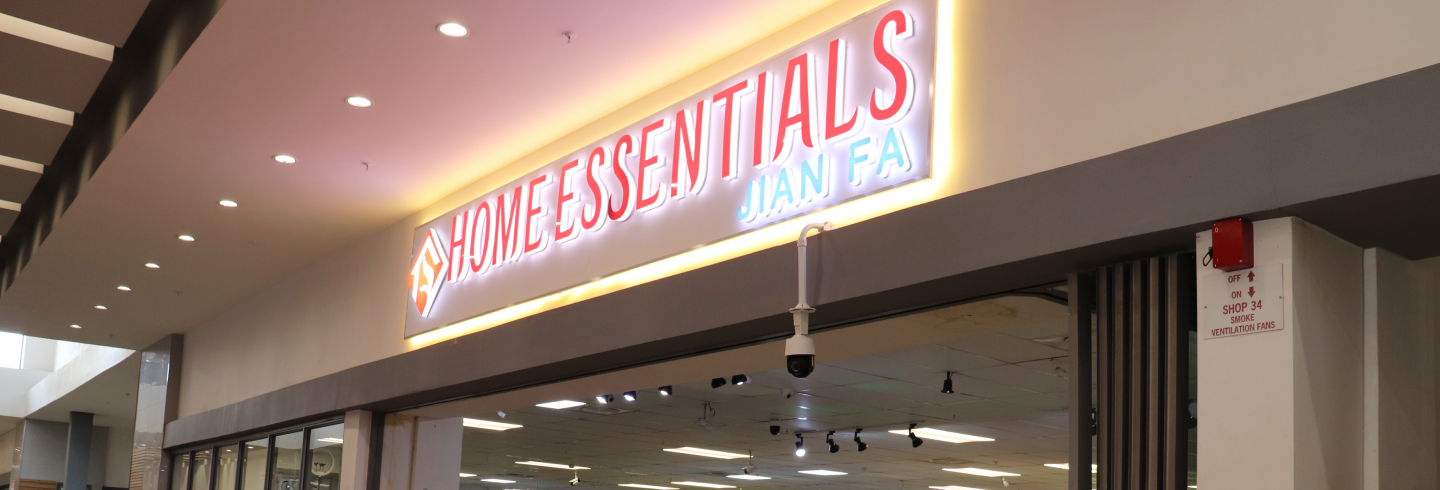 HOME ESSENTIALS
JIAN FA
OFF
ON
SHOP 34
SMOKE
VENTILATION FANS